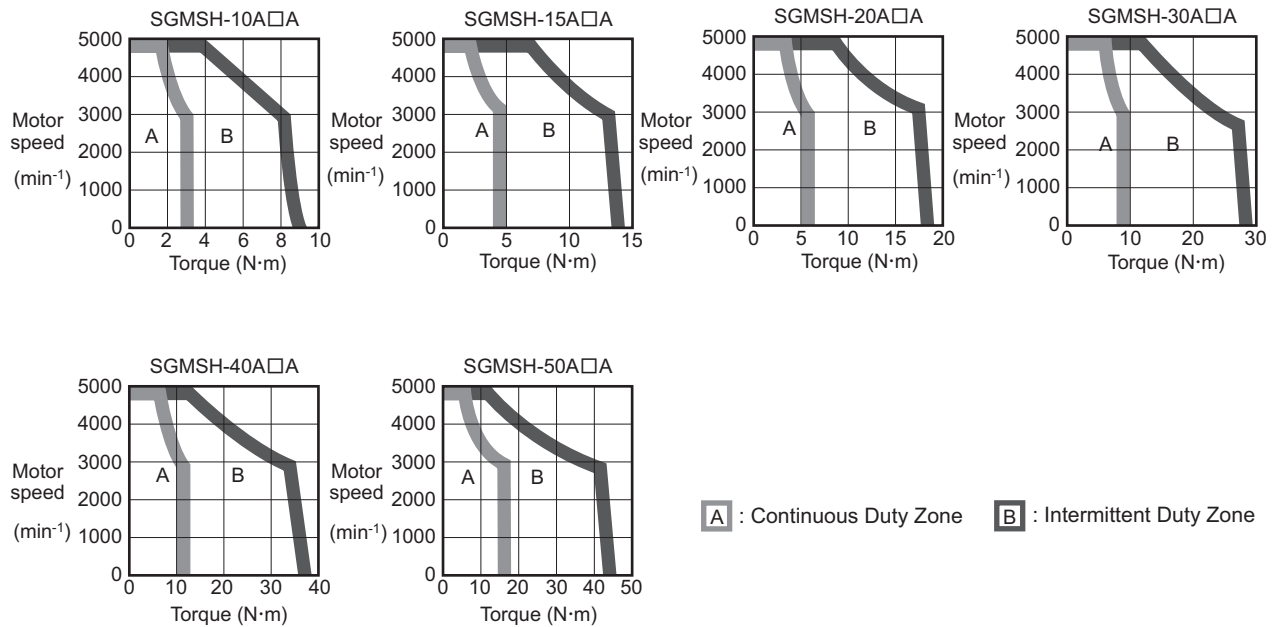 SGMSH-10A□A
5000
4000
3000
2000
1000
0
Motor
speed
(min-1)
A
B
0 2 4 6 8 10
Torque (N·m)
SGMSH-15A□A
5000
4000
3000
2000
1000
0
Motor
speed
(min-1)
A
B
0 5 10 15
Torque (N·m)
SGMSH-20A□A
5000
4000
3000
2000
1000
0
Motor
speed
(min-1)
A
B
0 5 10 15 20
Torque (N·m)
SGMSH-30A□A
5000
4000
3000
2000
1000
0
Motor
speed
(min-1)
A
B
0 10 20 30
Torque (N·m)
SGMSH-40A□A
5000
4000
3000
2000
1000
0
Motor
speed
(min-1)
A
B
0 10 20 30 40
Torque (N·m)
SGMSH-50A□A
5000
4000
3000
2000
1000
0
Motor
speed
(min-1)
A
B
0 10 20 30 40 50
Torque (N·m)
A : Continuous Duty Zone
B : Intermittent Duty Zone